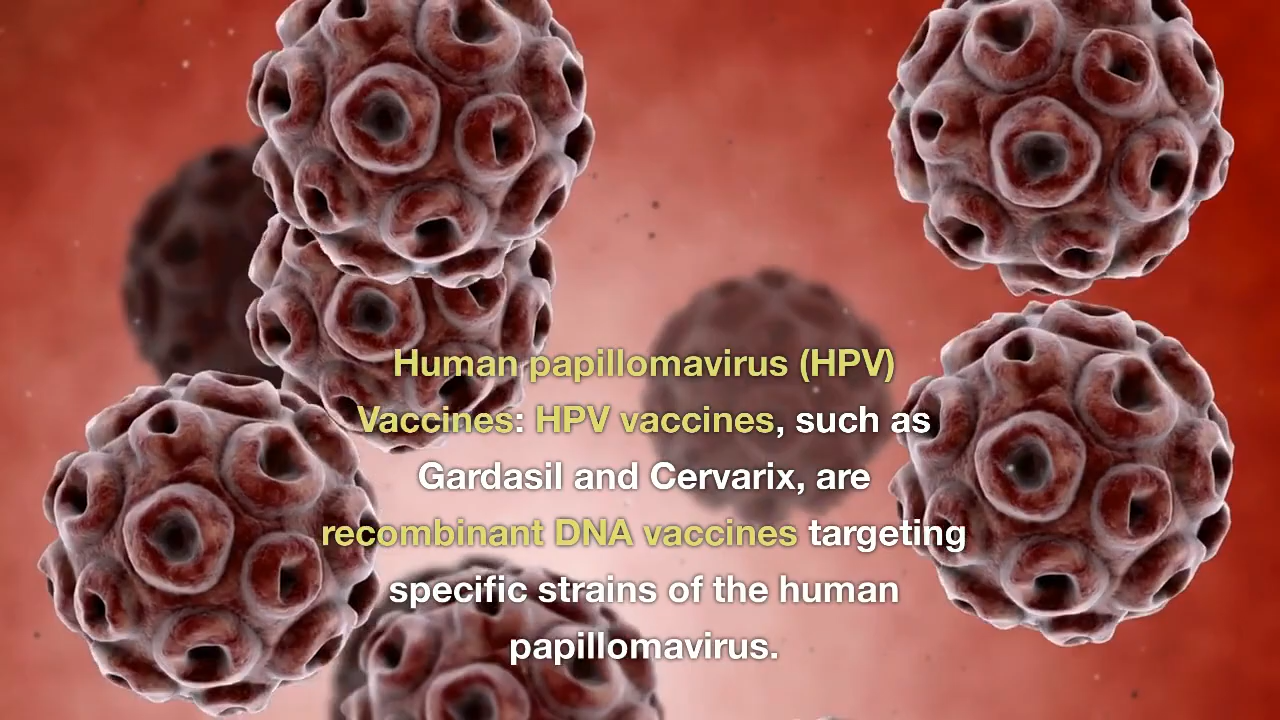 Human papillomavirus (HPV)
Vaccines: HPV vaccines, such as
Gardasil and Cervarix, are
recombinant DNA vaccines targeting
specific strains of the human
papillomavirus.